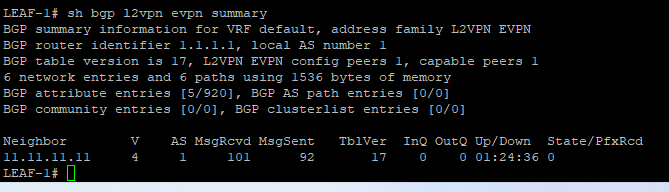 LEAF-1# sh bgp l2vpn evpn summary
BGP summary information for VRF default, address family L2VPN EVPN
BGP router identifier 1.1.1.1, local AS number 1
BGP table version is 17, L2VPN EVPN config peers 1, capable peers 1
6 network entries and 6 paths using 1536 bytes of memory
BGP attribute entries [5/920], BGP AS path entries [0/0]
BGP community entries [0/0], BGP clusterlist entries [0/0]

Neighbor        V    AS MsgRcvd MsgSent   TblVer  InQ OutQ Up/Down  State/PfxRcd
11.11.11.11     4     1     101      92       17    0    0 01:24:36 0
LEAF-1#